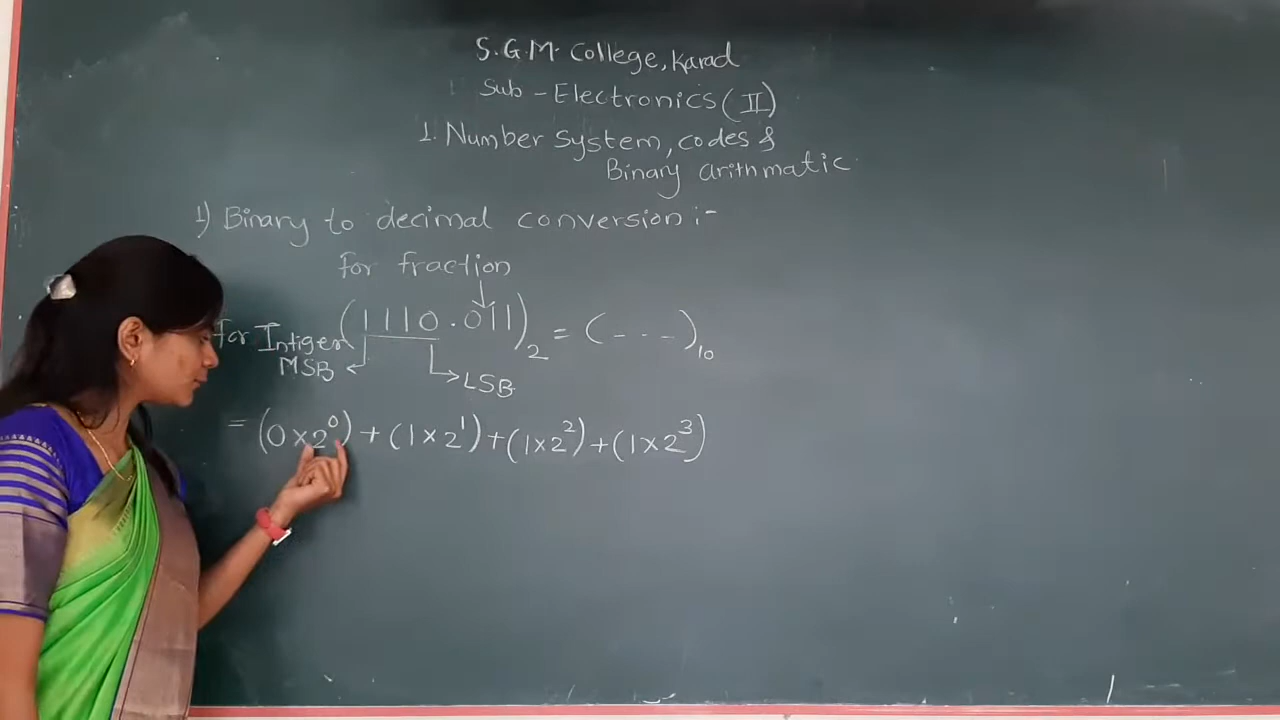 S.G.M. College, Karad
Sub - Electronics (II)
1. Number System, codes &
Binary arithmatic
1) Binary to decimal conversion :-
for fraction
for Intiger (1110.011)₂ = (- - -)₁₀
MSB
LSB
= (0×2⁰) + (1×2¹) + (1×2²) + (1×2³)